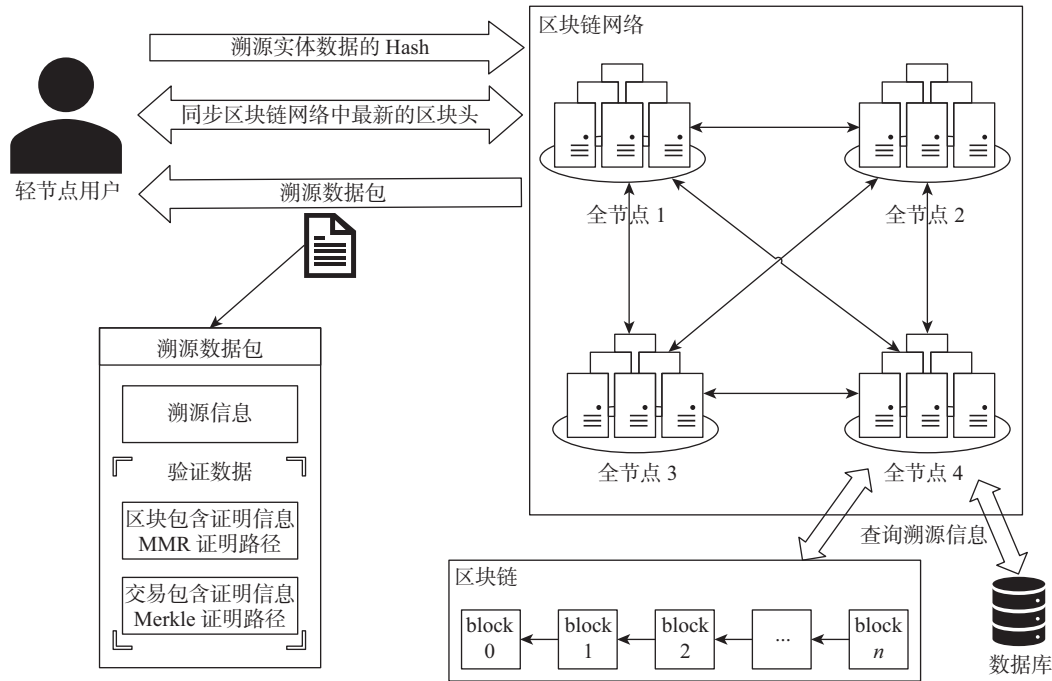 溯源实体数据的 Hash
同步区块链网络中最新的区块头
溯源数据包
轻节点用户
区块链网络
全节点 1
全节点 2
全节点 3
全节点 4
溯源数据包
溯源信息
验证数据
区块包含证明信息
MMR 证明路径
交易包含证明信息
Merkle 证明路径
查询溯源信息
区块链
block
0
block
1
block
2
...
block
n
数据库